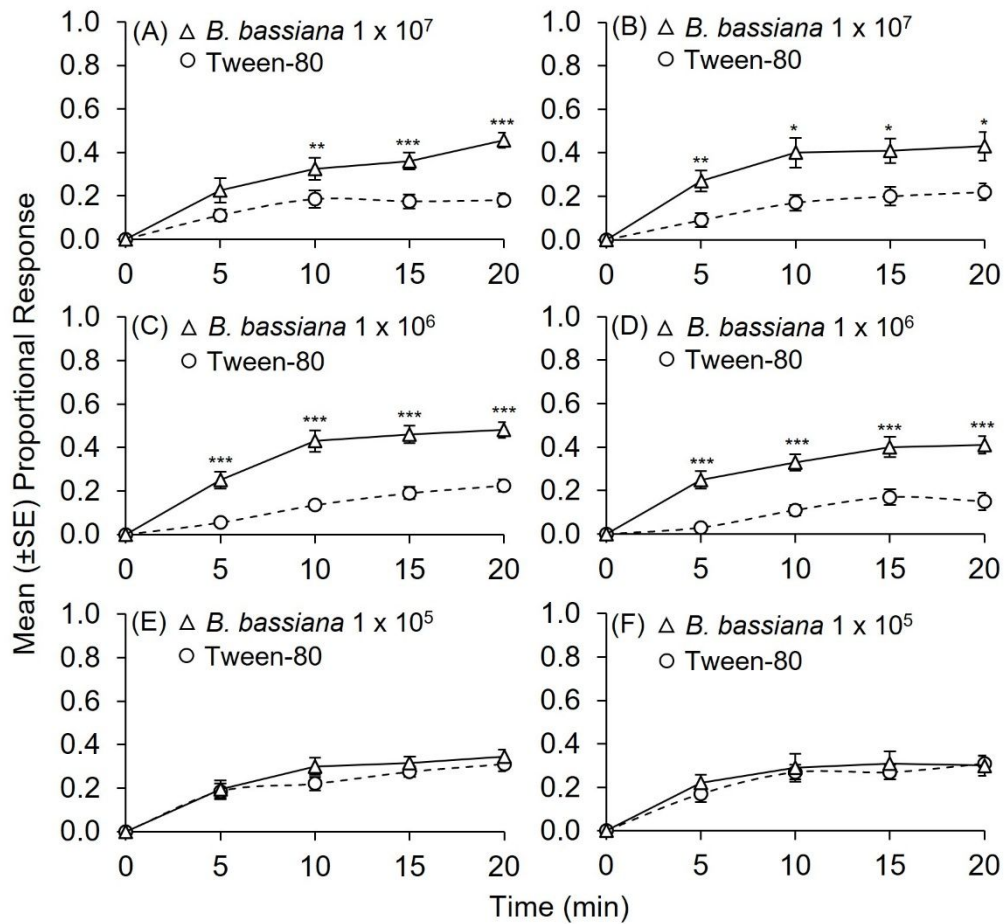 Mean (±SE) Proportional Response
(A) △ B. bassiana 1 x 10⁷
○ Tween-80
1.0
0.8
0.6
0.4
0.2
0.0
** *** ***
0 5 10 15 20
(B) △ B. bassiana 1 x 10⁷
○ Tween-80
1.0
0.8
0.6
0.4
0.2
0.0
** * * *
0 5 10 15 20
(C) △ B. bassiana 1 x 10⁶
○ Tween-80
1.0
0.8
0.6
0.4
0.2
0.0
*** *** *** ***
0 5 10 15 20
(D) △ B. bassiana 1 x 10⁶
○ Tween-80
1.0
0.8
0.6
0.4
0.2
0.0
*** *** *** ***
0 5 10 15 20
(E) △ B. bassiana 1 x 10⁵
○ Tween-80
1.0
0.8
0.6
0.4
0.2
0.0
0 5 10 15 20
(F) △ B. bassiana 1 x 10⁵
○ Tween-80
1.0
0.8
0.6
0.4
0.2
0.0
0 5 10 15 20
Time (min)